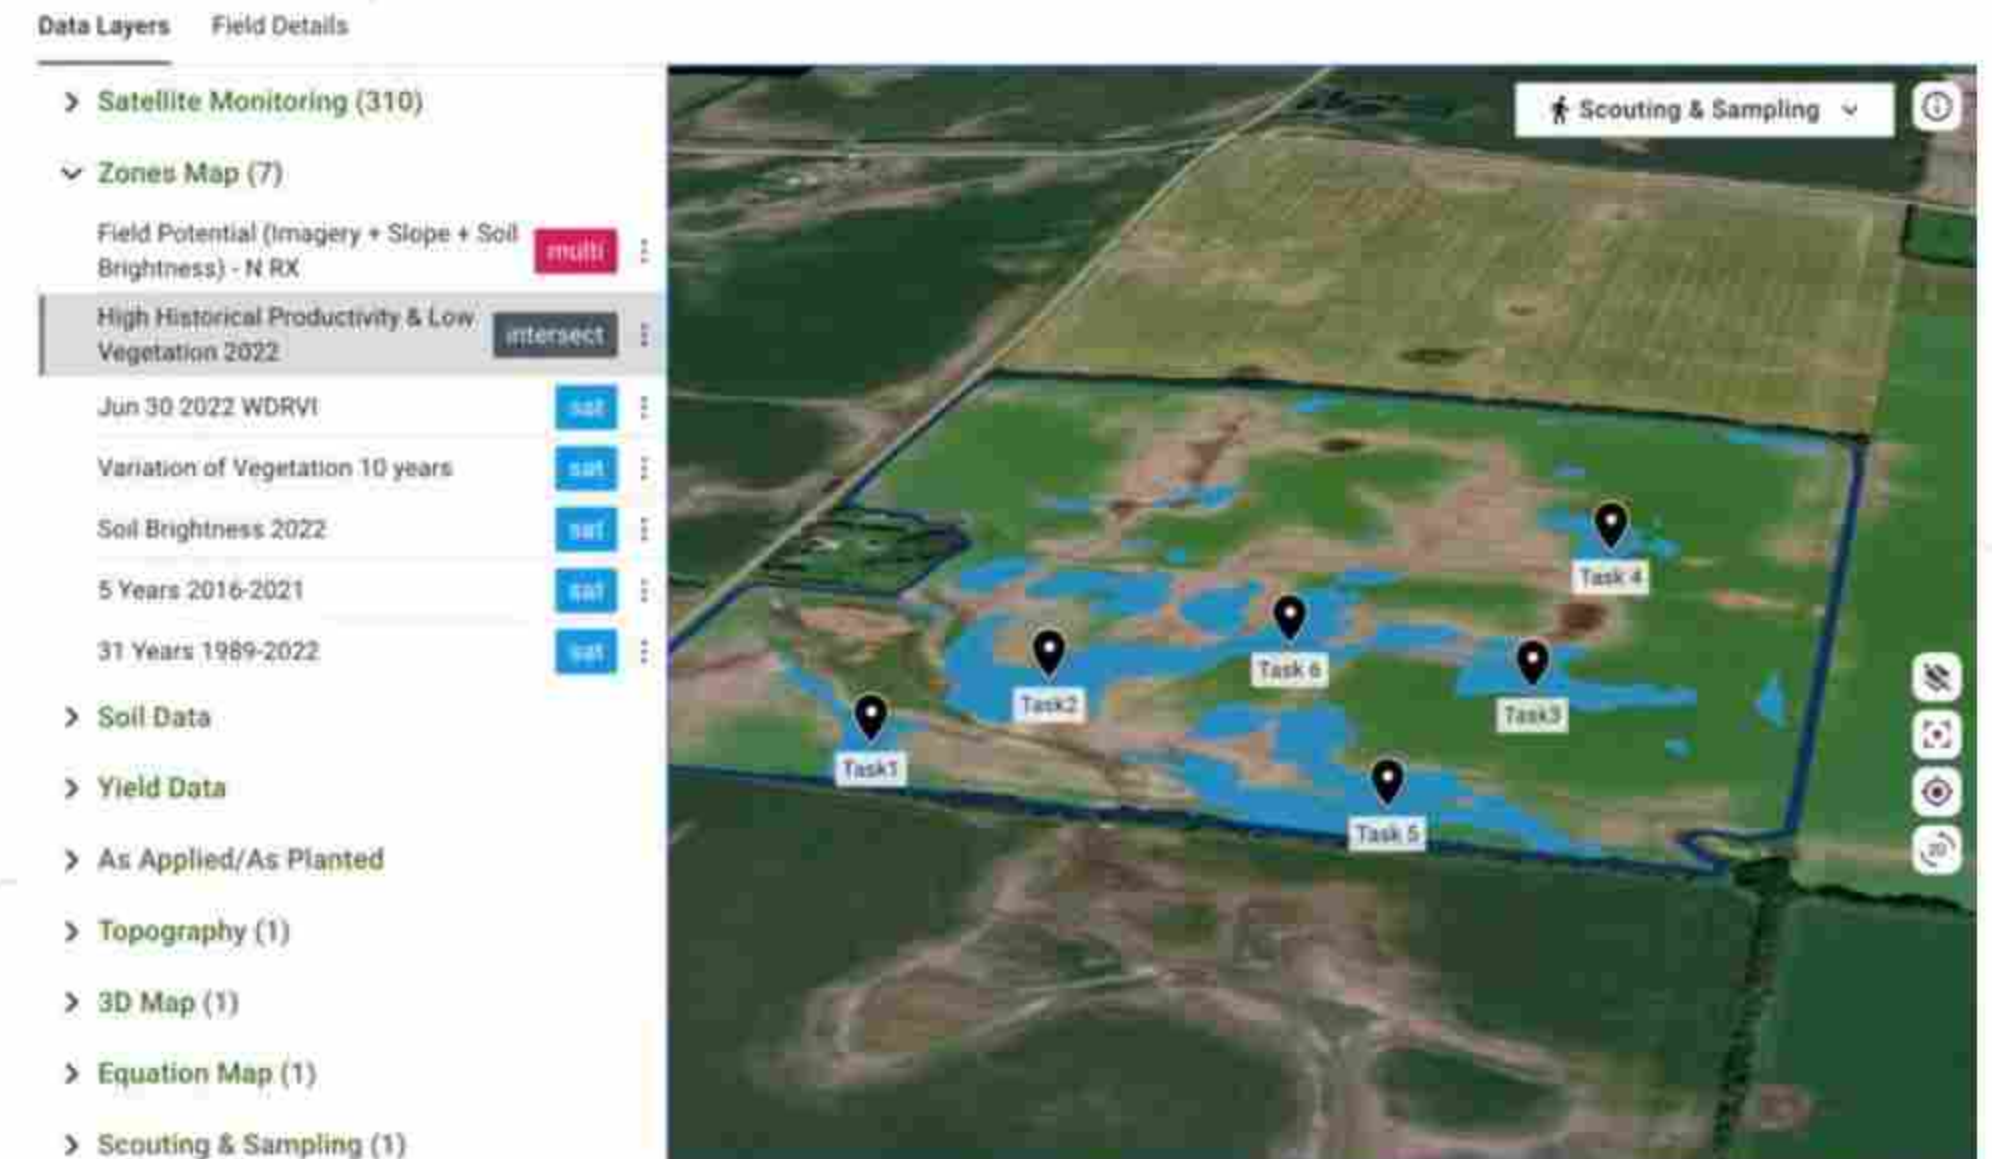 Data Layers
Field Details
Satellite Monitoring (310)
Zones Map (7)
Field Potential (Imagery + Slope + Soil
Brightness) - N RX
multi
High Historical Productivity & Low
Vegetation 2022
intersect
Jun 30 2022 WDRVI
sat
Variation of Vegetation 10 years
sat
Soil Brightness 2022
sat
5 Years 2016-2021
sat
31 Years 1989-2022
sat
Soil Data
Yield Data
As Applied/As Planted
Topography (1)
3D Map (1)
Equation Map (1)
Scouting & Sampling (1)
Scouting & Sampling
Task 4
Task 6
Task2
Task3
Task1
Task 5
2D